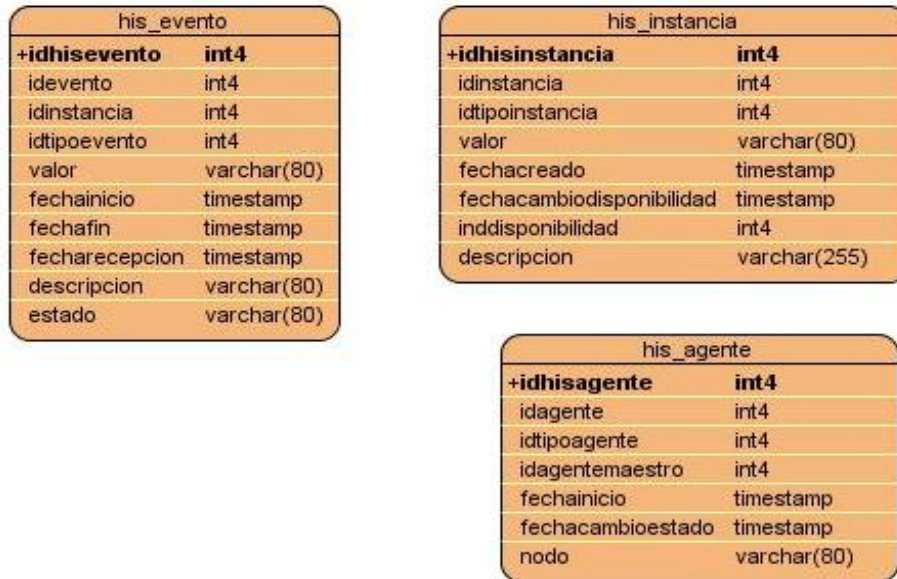 his_evento
+idhisevento int4
idevento int4
idinstancia int4
idtipoevento int4
valor varchar(80)
fechainicio timestamp
fechafin timestamp
fecharecepcion timestamp
descripcion varchar(80)
estado varchar(80)
his_instancia
+idhisinstancia int4
idinstancia int4
idtipoinstancia int4
valor varchar(80)
fechacreado timestamp
fechacambiodisponibilidad timestamp
inddisponibilidad int4
descripcion varchar(255)
his_agente
+idhisagente int4
idagente int4
idtipoagente int4
idagentemaestro int4
fechainicio timestamp
fechacambioestado timestamp
nodo varchar(80)